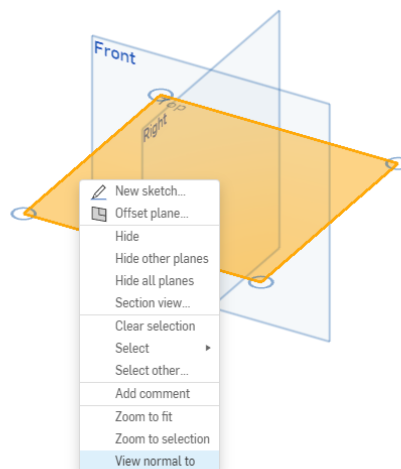 Front
Top
Right
New sketch...
Offset plane...
Hide
Hide other planes
Hide all planes
Section view...
Clear selection
Select
Select other...
Add comment
Zoom to fit
Zoom to selection
View normal to